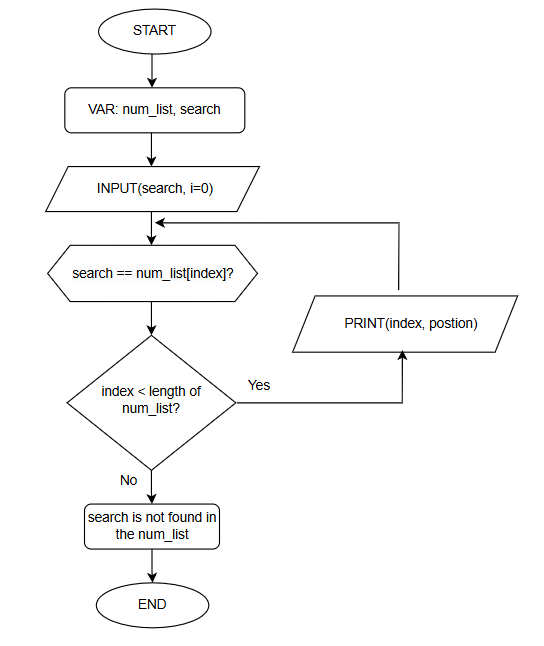 START
VAR: num_list, search
INPUT(search, i=0)
search == num_list[index]?
PRINT(index, postion)
index < length of
num_list?
Yes
No
search is not found in
the num_list
END